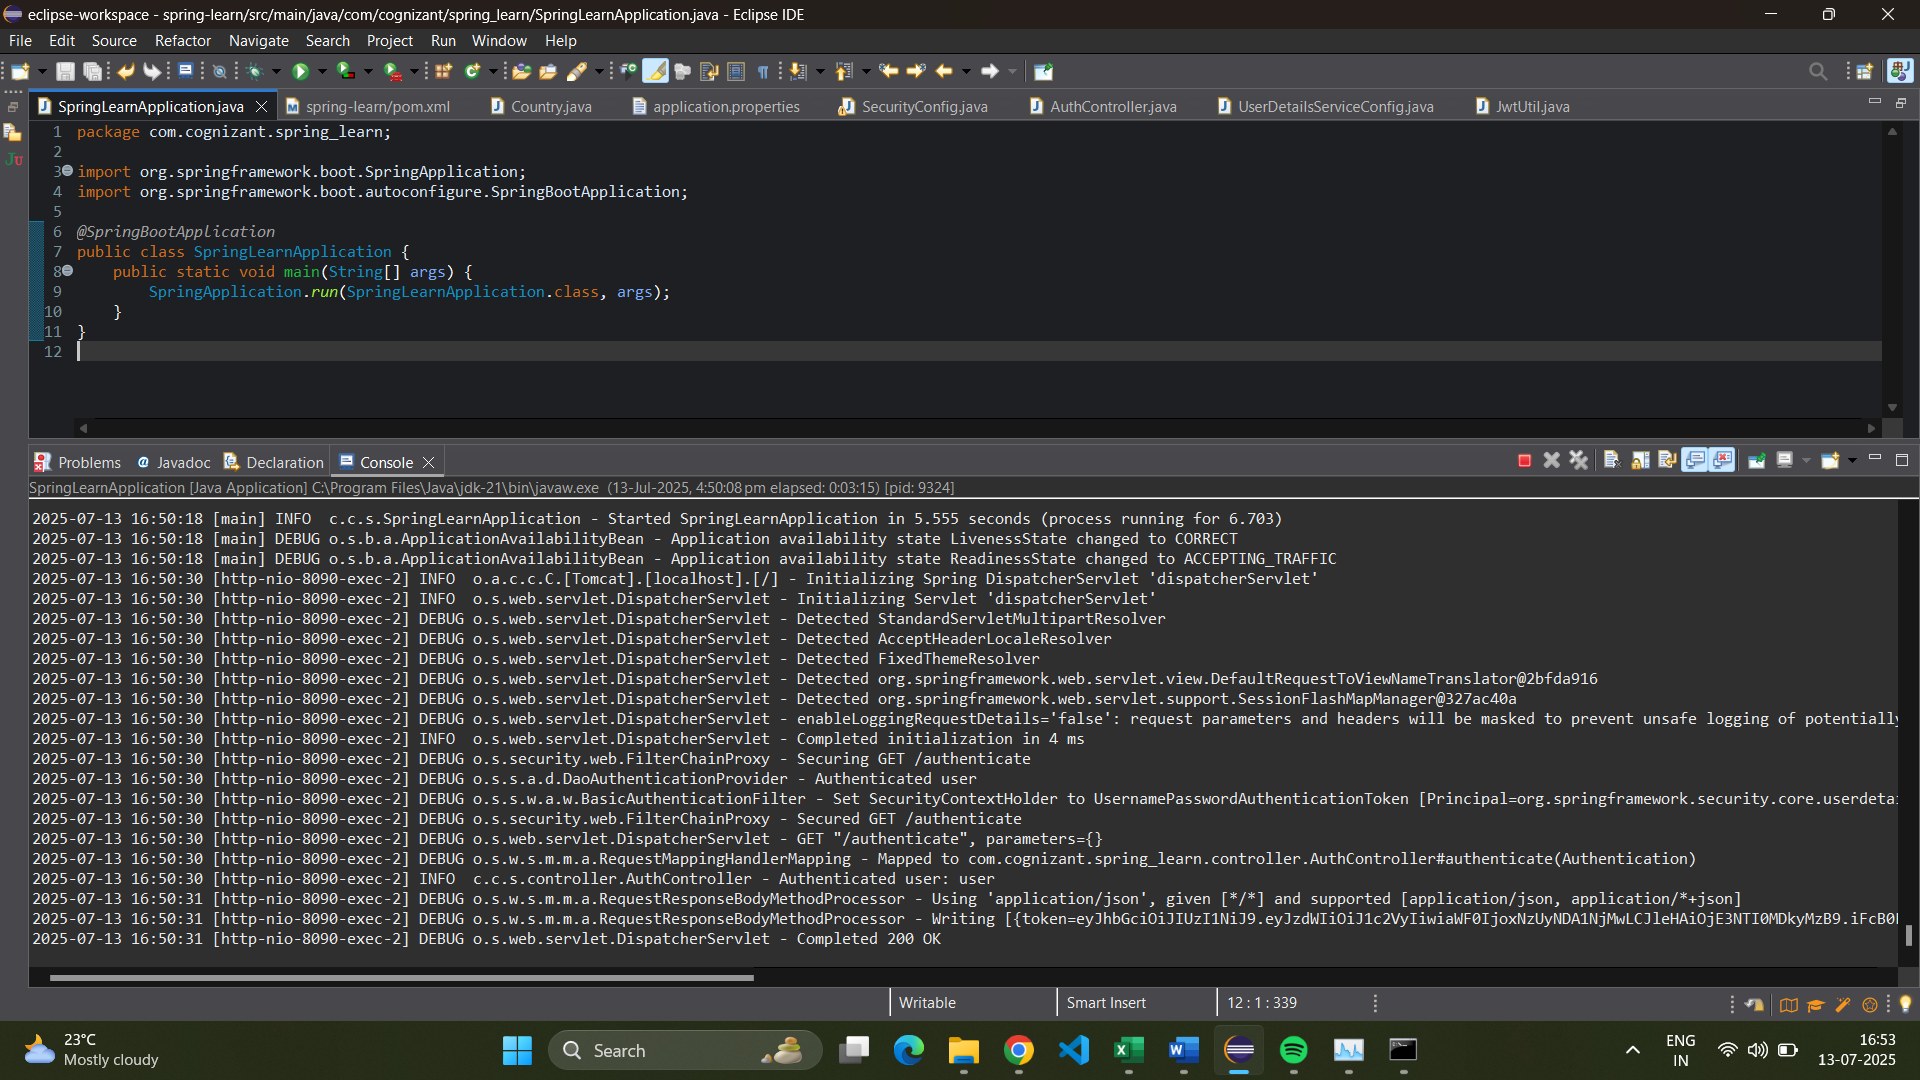 eclipse-workspace - spring-learn/src/main/java/com/cognizant/spring_learn/SpringLearnApplication.java - Eclipse IDE
File Edit Source Refactor Navigate Search Project Run Window Help
SpringLearnApplication.java spring-learn/pom.xml Country.java application.properties SecurityConfig.java AuthController.java UserDetailsServiceConfig.java JwtUtil.java
1 package com.cognizant.spring_learn;
2
3 import org.springframework.boot.SpringApplication;
4 import org.springframework.boot.autoconfigure.SpringBootApplication;
5
6 @SpringBootApplication
7 public class SpringLearnApplication {
8 public static void main(String[] args) {
9 SpringApplication.run(SpringLearnApplication.class, args);
10 }
11 }
12
Problems Javadoc Declaration Console
SpringLearnApplication [Java Application] C:\Program Files\Java\jdk-21\bin\javaw.exe (13-Jul-2025, 4:50:08 pm elapsed: 0:03:15) [pid: 9324]
2025-07-13 16:50:18 [main] INFO  c.c.s.SpringLearnApplication - Started SpringLearnApplication in 5.555 seconds (process running for 6.703)
2025-07-13 16:50:18 [main] DEBUG o.s.b.a.ApplicationAvailabilityBean - Application availability state LivenessState changed to CORRECT
2025-07-13 16:50:18 [main] DEBUG o.s.b.a.ApplicationAvailabilityBean - Application availability state ReadinessState changed to ACCEPTING_TRAFFIC
2025-07-13 16:50:30 [http-nio-8090-exec-2] INFO  o.a.c.c.C.[Tomcat].[localhost].[/] - Initializing Spring DispatcherServlet 'dispatcherServlet'
2025-07-13 16:50:30 [http-nio-8090-exec-2] INFO  o.s.web.servlet.DispatcherServlet - Initializing Servlet 'dispatcherServlet'
2025-07-13 16:50:30 [http-nio-8090-exec-2] DEBUG o.s.web.servlet.DispatcherServlet - Detected StandardServletMultipartResolver
2025-07-13 16:50:30 [http-nio-8090-exec-2] DEBUG o.s.web.servlet.DispatcherServlet - Detected AcceptHeaderLocaleResolver
2025-07-13 16:50:30 [http-nio-8090-exec-2] DEBUG o.s.web.servlet.DispatcherServlet - Detected FixedThemeResolver
2025-07-13 16:50:30 [http-nio-8090-exec-2] DEBUG o.s.web.servlet.DispatcherServlet - Detected org.springframework.web.servlet.view.DefaultRequestToViewNameTranslator@2bfda916
2025-07-13 16:50:30 [http-nio-8090-exec-2] DEBUG o.s.web.servlet.DispatcherServlet - Detected org.springframework.web.servlet.support.SessionFlashMapManager@327ac40a
2025-07-13 16:50:30 [http-nio-8090-exec-2] DEBUG o.s.web.servlet.DispatcherServlet - enableLoggingRequestDetails='false': request parameters and headers will be masked to prevent unsafe logging of potentially
2025-07-13 16:50:30 [http-nio-8090-exec-2] INFO  o.s.web.servlet.DispatcherServlet - Completed initialization in 4 ms
2025-07-13 16:50:30 [http-nio-8090-exec-2] DEBUG o.s.security.web.FilterChainProxy - Securing GET /authenticate
2025-07-13 16:50:30 [http-nio-8090-exec-2] DEBUG o.s.s.a.d.DaoAuthenticationProvider - Authenticated user
2025-07-13 16:50:30 [http-nio-8090-exec-2] DEBUG o.s.s.w.a.w.BasicAuthenticationFilter - Set SecurityContextHolder to UsernamePasswordAuthenticationToken [Principal=org.springframework.security.core.userdetai
2025-07-13 16:50:30 [http-nio-8090-exec-2] DEBUG o.s.security.web.FilterChainProxy - Secured GET /authenticate
2025-07-13 16:50:30 [http-nio-8090-exec-2] DEBUG o.s.web.servlet.DispatcherServlet - GET "/authenticate", parameters={}
2025-07-13 16:50:30 [http-nio-8090-exec-2] DEBUG o.s.w.s.m.m.a.RequestMappingHandlerMapping - Mapped to com.cognizant.spring_learn.controller.AuthController#authenticate(Authentication)
2025-07-13 16:50:30 [http-nio-8090-exec-2] INFO  c.c.s.controller.AuthController - Authenticated user: user
2025-07-13 16:50:31 [http-nio-8090-exec-2] DEBUG o.s.w.s.m.m.a.RequestResponseBodyMethodProcessor - Using 'application/json', given [*/*] and supported [application/json, application/*+json]
2025-07-13 16:50:31 [http-nio-8090-exec-2] DEBUG o.s.w.s.m.m.a.RequestResponseBodyMethodProcessor - Writing [{token=eyJhbGciOiJIUzI1NiJ9.eyJzdWIiOiJ1c2VyIiwiaWF0IjoxNzUyNDA1NjMwLCJleHAiOjE3NTI0MDkyMzB9.iFcB0
2025-07-13 16:50:31 [http-nio-8090-exec-2] DEBUG o.s.web.servlet.DispatcherServlet - Completed 200 OK
Writable Smart Insert 12 : 1 : 339
23°C
Mostly cloudy
Search
ENG
IN
16:53
13-07-2025